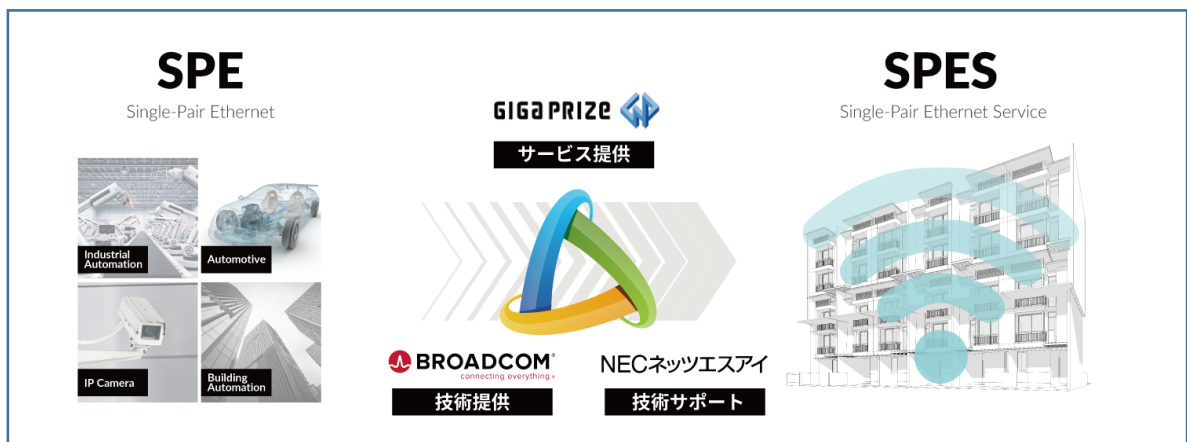 SPE
Single-Pair Ethernet
Industrial
Automation
Automotive
IP Camera
Building
Automation
GIGA PRIZE
サービス提供
BROADCOM®
connecting everything®
技術提供
NECネッツエスアイ
技術サポート
SPES
Single-Pair Ethernet Service